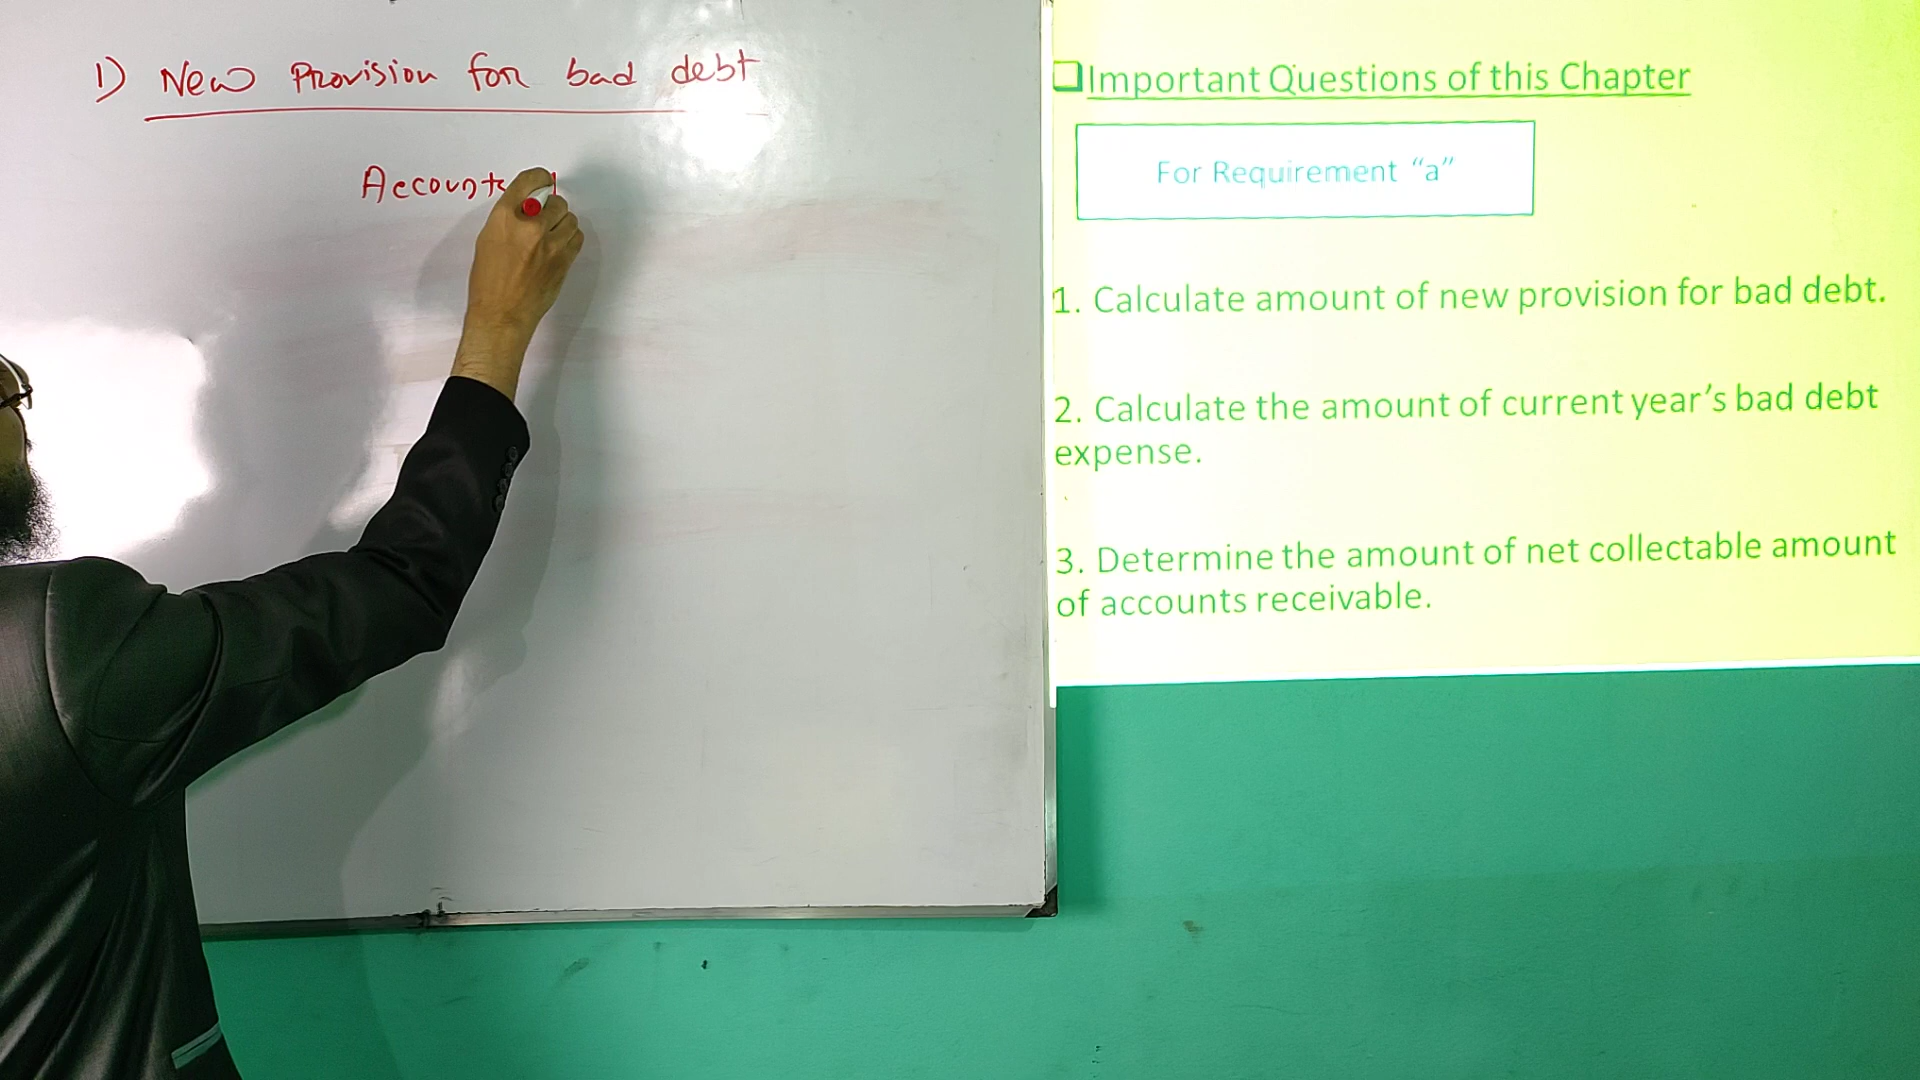 1) New Provision for bad debt
Accounts
Important Questions of this Chapter
For Requirement “a”
1. Calculate amount of new provision for bad debt.
2. Calculate the amount of current year’s bad debt
expense.
3. Determine the amount of net collectable amount
of accounts receivable.